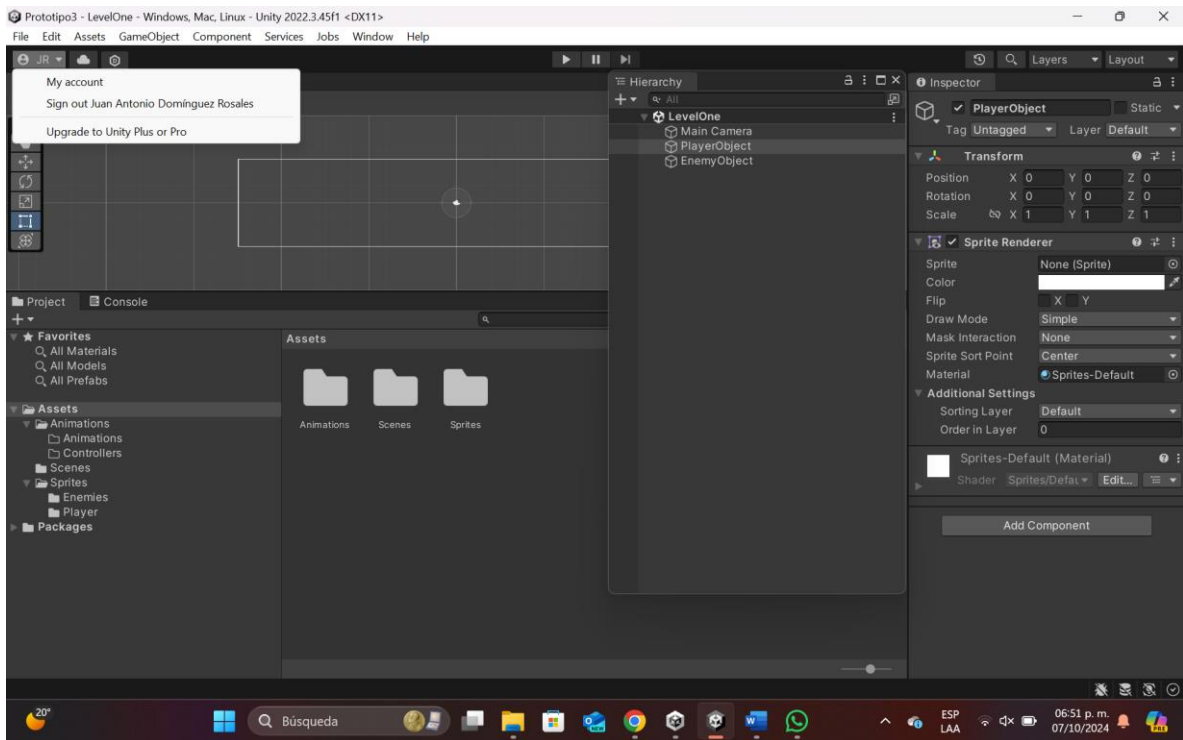 Prototipo3 - LevelOne - Windows, Mac, Linux - Unity 2022.3.45f1 <DX11>
File Edit Assets GameObject Component Services Jobs Window Help
JR Layers Layout
My account
Sign out Juan Antonio Domínguez Rosales
Upgrade to Unity Plus or Pro
Hierarchy
All
LevelOne
Main Camera
PlayerObject
EnemyObject
Inspector
PlayerObject Static
Tag Untagged Layer Default
Transform
Position X 0 Y 0 Z 0
Rotation X 0 Y 0 Z 0
Scale X 1 Y 1 Z 1
Sprite Renderer
Sprite None (Sprite)
Color
Flip X Y
Draw Mode Simple
Mask Interaction None
Sprite Sort Point Center
Material Sprites-Default
Additional Settings
Sorting Layer Default
Order in Layer 0
Sprites-Default (Material)
Shader Sprites/Defau Edit...
Add Component
Project Console
Favorites
All Materials
All Models
All Prefabs
Assets
Animations
Animations
Controllers
Scenes
Sprites
Enemies
Player
Packages
Assets
Animations Scenes Sprites
20°
Búsqueda
ESP
LAA
06:51 p. m.
07/10/2024